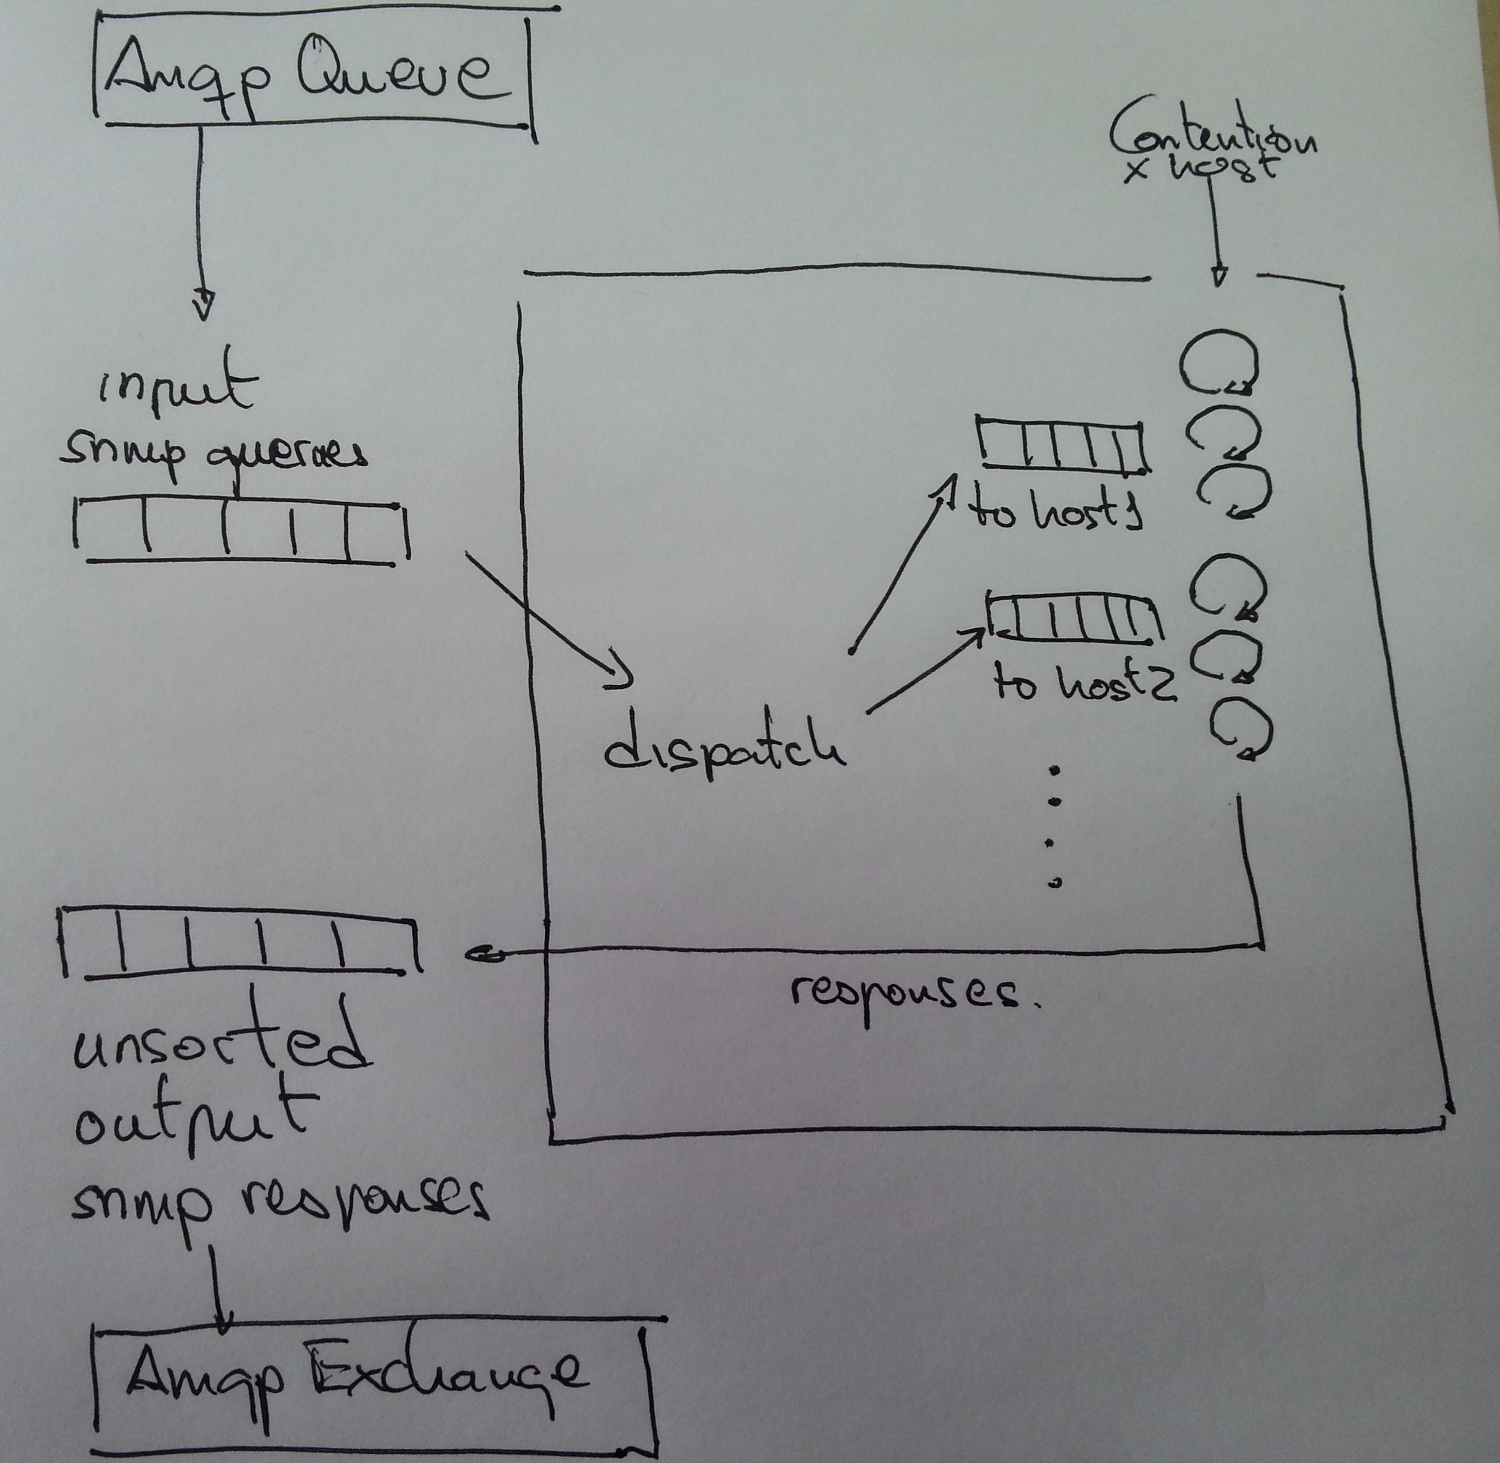 Amqp Queue
Contention
x host
input
snmp queries
to host1
to host2
dispatch
responses.
unsorted
output
snmp responses
Amqp Exchange